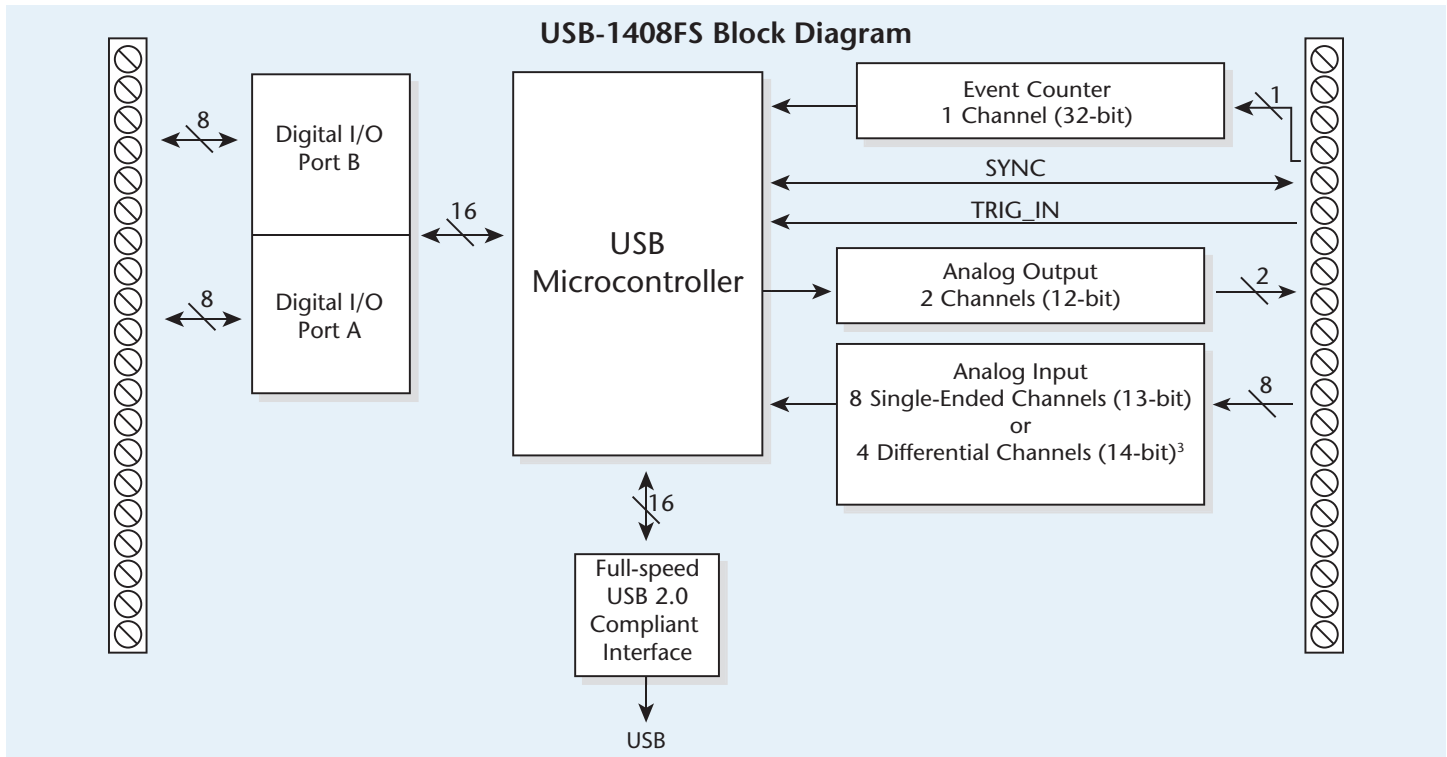 USB-1408FS Block Diagram
8
Digital I/O
Port B
16
8
Digital I/O
Port A
USB
Microcontroller
Event Counter
1 Channel (32-bit)
1
SYNC
TRIG_IN
Analog Output
2 Channels (12-bit)
2
Analog Input
8 Single-Ended Channels (13-bit)
or
4 Differential Channels (14-bit)³
8
16
Full-speed
USB 2.0
Compliant
Interface
USB